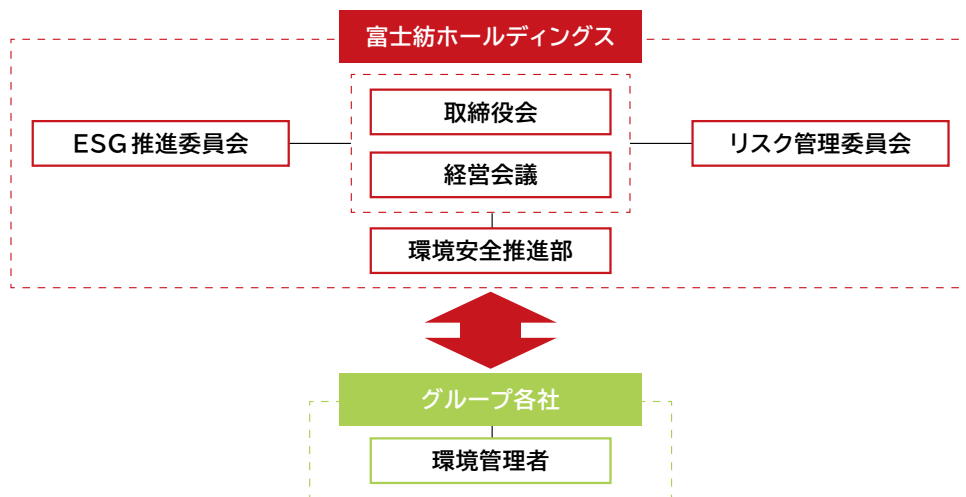 富士紡ホールディングス
取締役会
ESG推進委員会
リスク管理委員会
経営会議
環境安全推進部
グループ各社
環境管理者